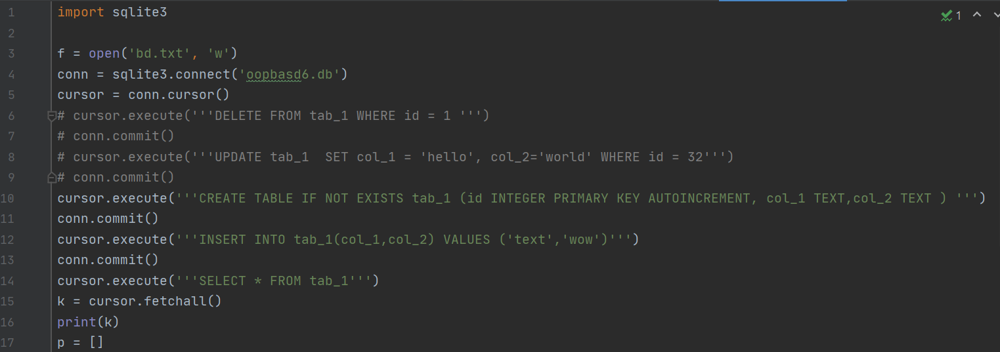 1 import sqlite3
2
3 f = open('bd.txt', 'w')
4 conn = sqlite3.connect('oopbasd6.db')
5 cursor = conn.cursor()
6 # cursor.execute('''DELETE FROM tab_1 WHERE id = 1 ''')
7 # conn.commit()
8 # cursor.execute('''UPDATE tab_1  SET col_1 = 'hello', col_2='world' WHERE id = 32''')
9 # conn.commit()
10 cursor.execute('''CREATE TABLE IF NOT EXISTS tab_1 (id INTEGER PRIMARY KEY AUTOINCREMENT, col_1 TEXT,col_2 TEXT ) ''')
11 conn.commit()
12 cursor.execute('''INSERT INTO tab_1(col_1,col_2) VALUES ('text','wow')''')
13 conn.commit()
14 cursor.execute('''SELECT * FROM tab_1''')
15 k = cursor.fetchall()
16 print(k)
17 p = []
1